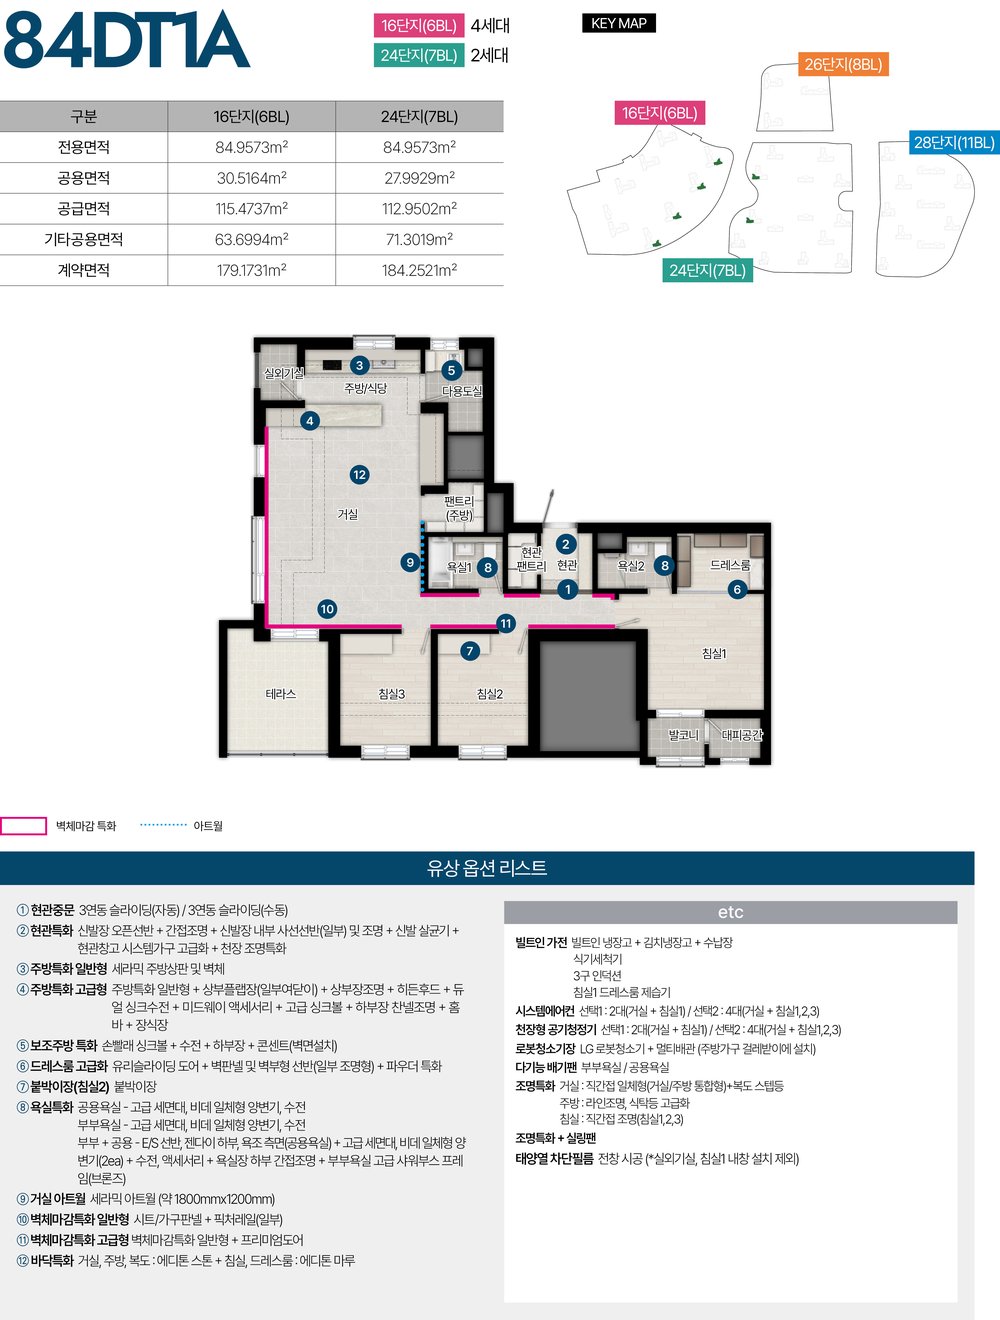 84DT1A
16단지(6BL) 4세대
24단지(7BL) 2세대
KEY MAP
26단지(8BL)
16단지(6BL)
28단지(11BL)
24단지(7BL)
구분 16단지(6BL) 24단지(7BL)
전용면적 84.9573m² 84.9573m²
공용면적 30.5164m² 27.9929m²
공급면적 115.4737m² 112.9502m²
기타공용면적 63.6994m² 71.3019m²
계약면적 179.1731m² 184.2521m²
실외기실
3
주방/식당
5
다용도실
4
12
거실
팬트리
(주방)
9
욕실1
8
현관
팬트리
2
현관
1
욕실2
8
드레스룸
6
10
11
7
침실1
테라스
침실3
침실2
발코니
대피공간
벽체마감 특화
아트월
유상 옵션 리스트
① 현관중문 3연동 슬라이딩(자동) / 3연동 슬라이딩(수동)
② 현관특화 신발장 오픈선반 + 간접조명 + 신발장 내부 사선선반(일부) 및 조명 + 신발 살균기 +
현관창고 시스템가구 고급화 + 천장 조명특화
③ 주방특화 일반형 세라믹 주방상판 및 벽체
④ 주방특화 고급형 주방특화 일반형 + 상부플랩장(일부여닫이) + 상부장조명 + 히든후드 + 듀
얼 싱크수전 + 미드웨이 액세서리 + 고급 싱크볼 + 하부장 찬넬조명 + 홈
바 + 장식장
⑤ 보조주방 특화 손빨래 싱크볼 + 수전 + 하부장 + 콘센트(벽면설치)
⑥ 드레스룸 고급화 유리슬라이딩 도어 + 벽판넬 및 벽부형 선반(일부 조명형) + 파우더 특화
⑦ 붙박이장(침실2) 붙박이장
⑧ 욕실특화 공용욕실 - 고급 세면대, 비데 일체형 양변기, 수전
부부욕실 - 고급 세면대, 비데 일체형 양변기, 수전
부부 + 공용 - E/S 선반, 젠다이 하부, 욕조 측면(공용욕실) + 고급 세면대, 비데 일체형 양
변기(2ea) + 수전, 액세서리 + 욕실장 하부 간접조명 + 부부욕실 고급 샤워부스 프레
임(브론즈)
⑨ 거실 아트월 세라믹 아트월 (약 1800mmx1200mm)
⑩ 벽체마감특화 일반형 시트/가구판넬 + 픽처레일(일부)
⑪ 벽체마감특화 고급형 벽체마감특화 일반형 + 프리미엄도어
⑫ 바닥특화 거실, 주방, 복도 : 에디톤 스톤 + 침실, 드레스룸 : 에디톤 마루
etc
빌트인 가전 빌트인 냉장고 + 김치냉장고 + 수납장
식기세척기
3구 인덕션
침실1 드레스룸 제습기
시스템에어컨 선택1 : 2대(거실 + 침실1) / 선택2 : 4대(거실 + 침실1,2,3)
천장형 공기청정기 선택1 : 2대(거실 + 침실1) / 선택2 : 4대(거실 + 침실1,2,3)
로봇청소기장 LG 로봇청소기 + 멀티배관 (주방가구 걸레받이에 설치)
다기능 배기팬 부부욕실 / 공용욕실
조명특화 거실 : 직간접 일체형(거실/주방 통합형)+복도 스텝등
주방 : 라인조명, 식탁등 고급화
침실 : 직간접 조명(침실1,2,3)
조명특화 + 실링팬
태양열 차단필름 전창 시공 (*실외기실, 침실1 내창 설치 제외)